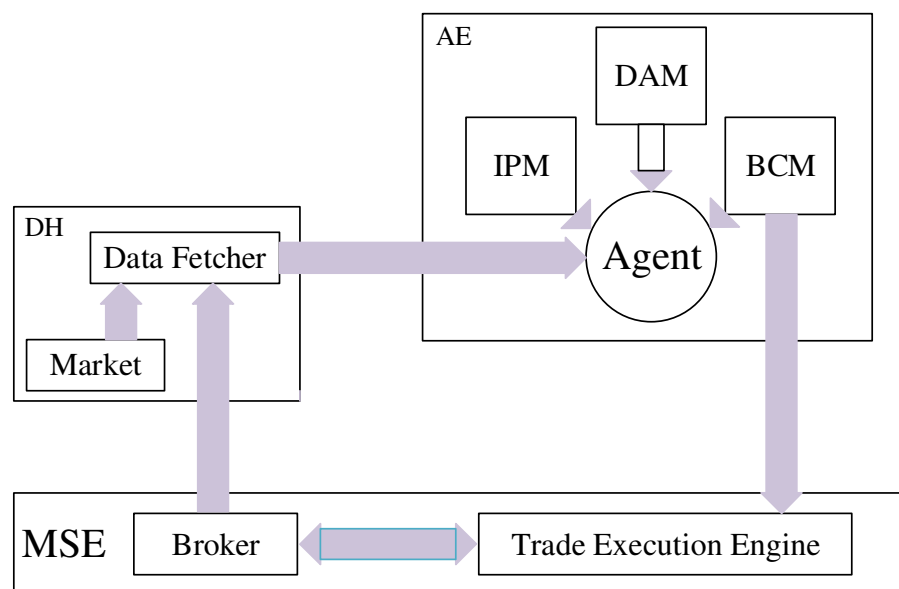 AE
DAM
IPM
BCM
DH
Data Fetcher
Agent
Market
MSE
Broker
Trade Execution Engine